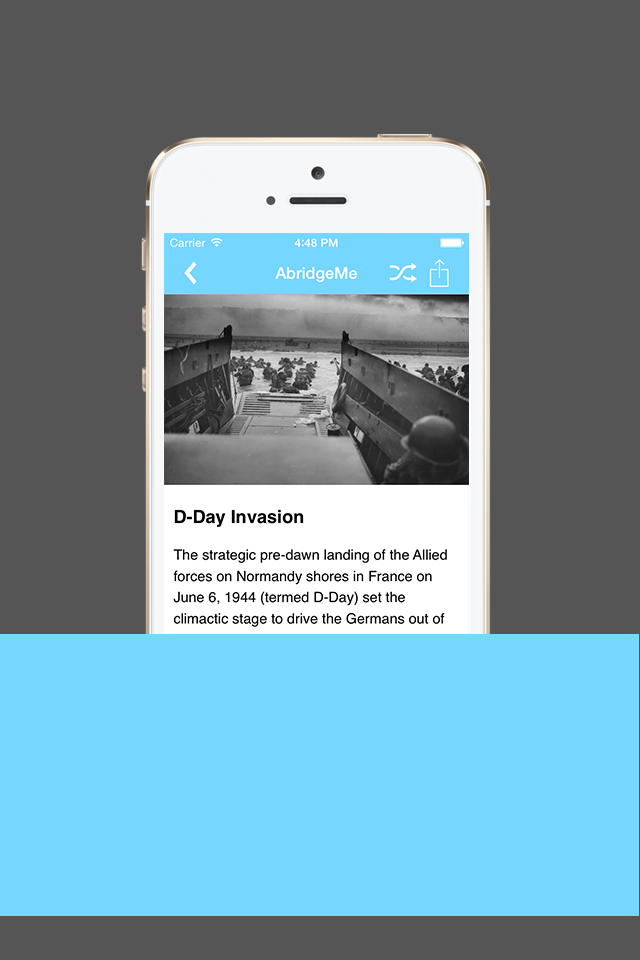 Carrier 4:48 PM
AbridgeMe
D-Day Invasion
The strategic pre-dawn landing of the Allied
forces on Normandy shores in France on
June 6, 1944 (termed D-Day) set the
climactic stage to drive the Germans out of